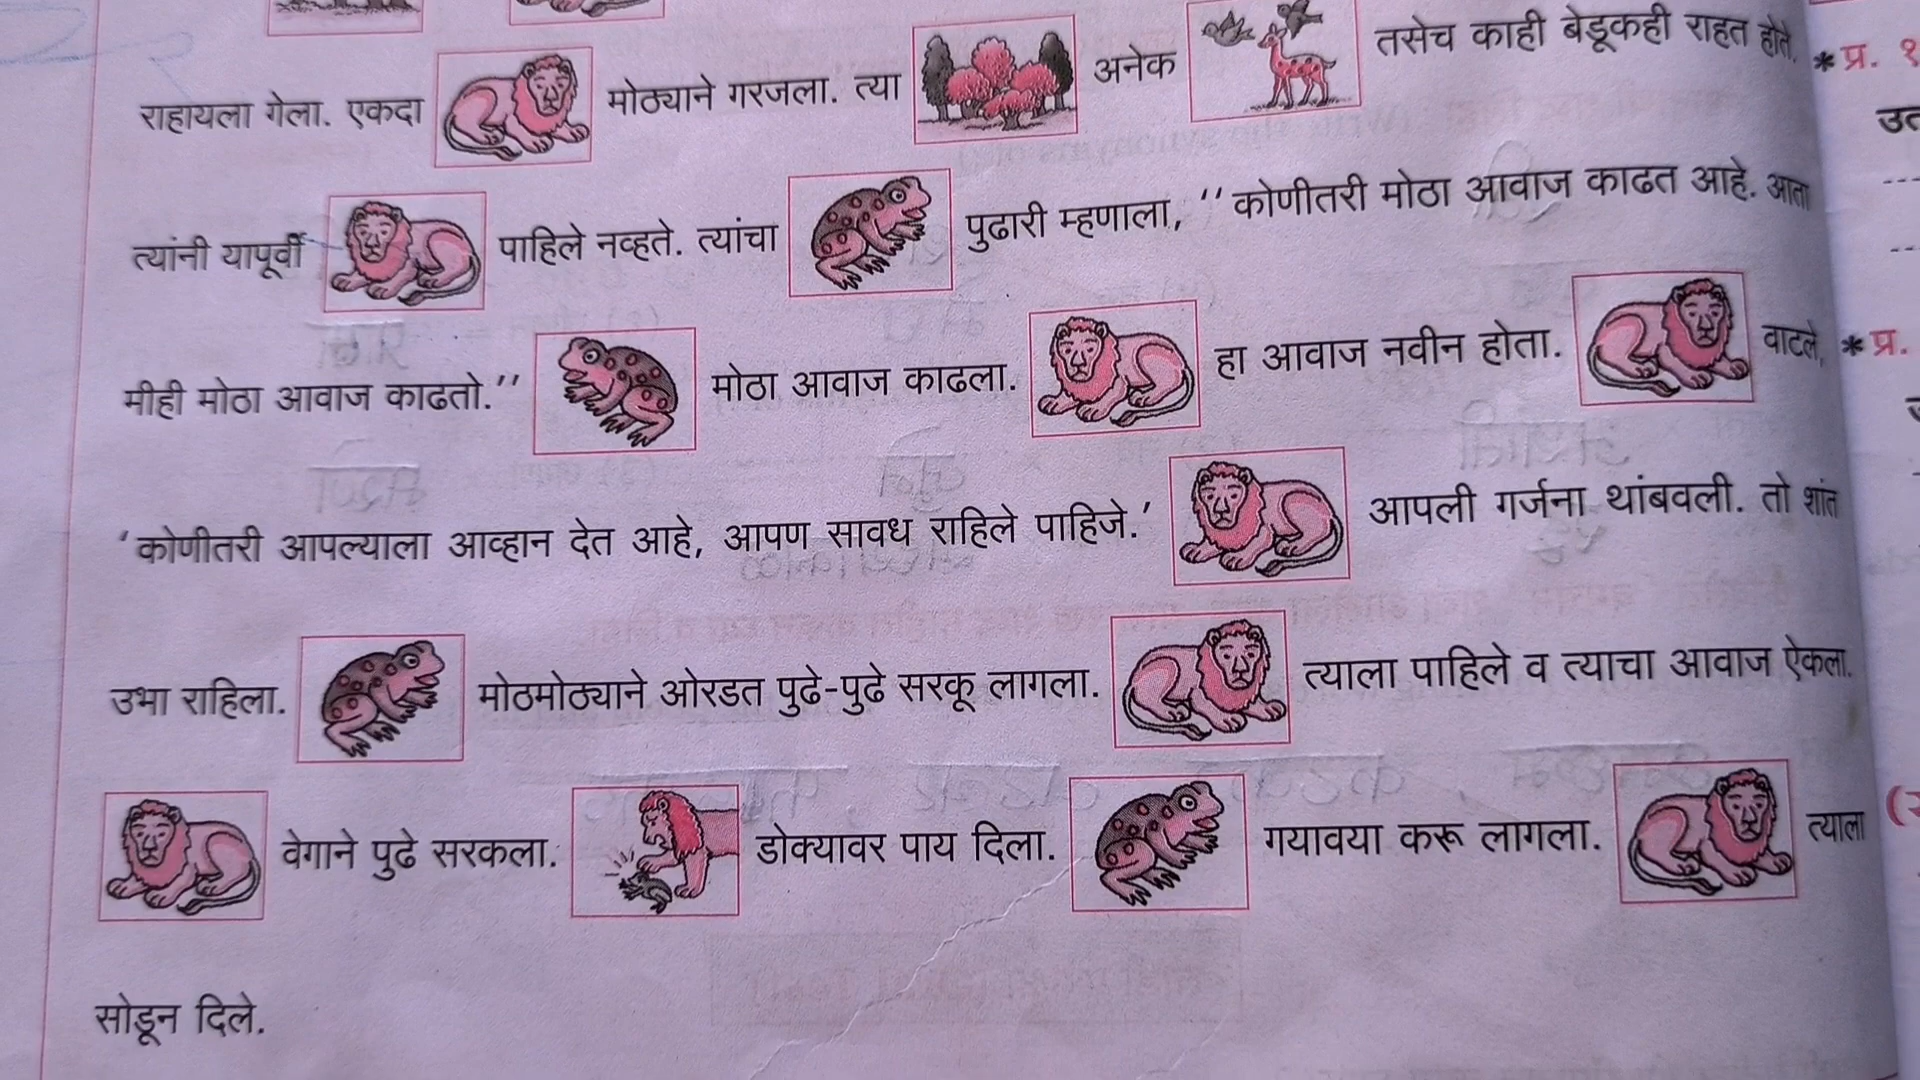 राहायला गेला. एकदा मोठ्याने गरजला. त्या अनेक तसेच काही बेडूकही राहत होते.
त्यांनी यापूर्वी पाहिले नव्हते. त्यांचा पुढारी म्हणाला, ‘‘कोणीतरी मोठा आवाज काढत आहे. आता
मीही मोठा आवाज काढतो.’’ मोठा आवाज काढला. हा आवाज नवीन होता. वाटले,
‘कोणीतरी आपल्याला आव्हान देत आहे, आपण सावध राहिले पाहिजे.’ आपली गर्जना थांबवली. तो शांत
उभा राहिला. मोठमोठ्याने ओरडत पुढे-पुढे सरकू लागला. त्याला पाहिले व त्याचा आवाज ऐकला.
वेगाने पुढे सरकला. डोक्यावर पाय दिला. गयावया करू लागला. त्याला
सोडून दिले.
* प्र. १
* प्र.